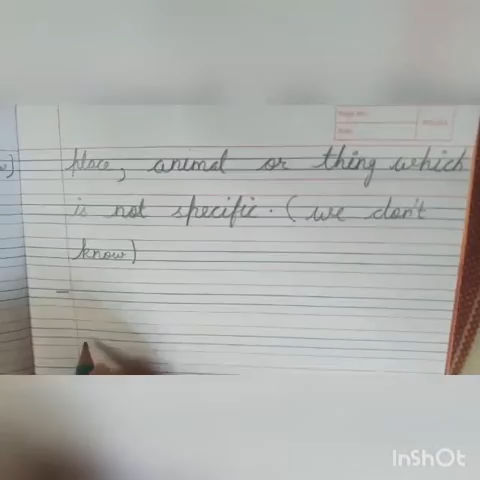 place, animal or thing which
is not specific. (we don't
know)
InShOt